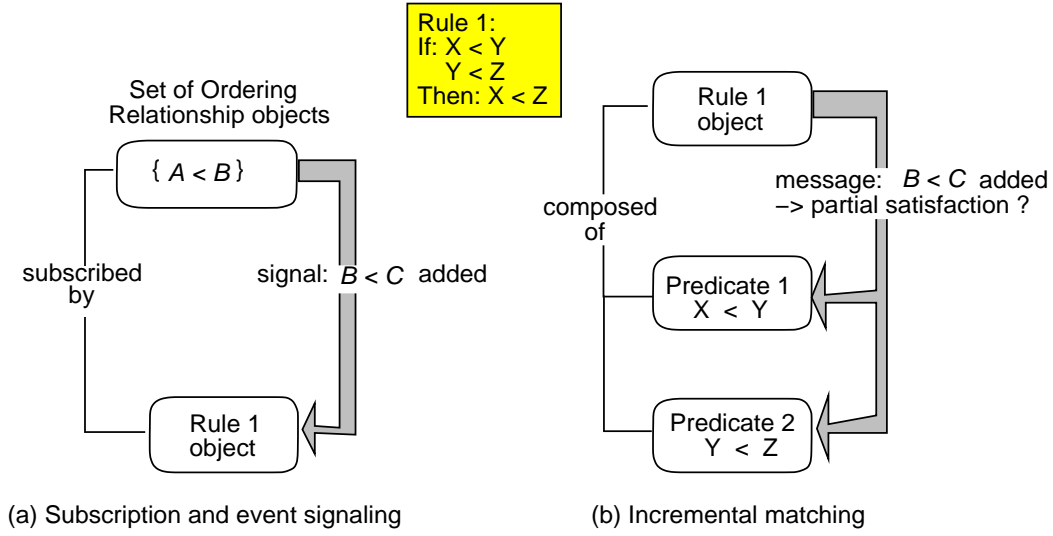 Rule 1:
If: X < Y
Y < Z
Then: X < Z
Set of Ordering
Relationship objects
{ A < B }
subscribed
by
signal: B < C added
Rule 1
object
(a) Subscription and event signaling
Rule 1
object
message: B < C added
–> partial satisfaction ?
composed
of
Predicate 1
X < Y
Predicate 2
Y < Z
(b) Incremental matching